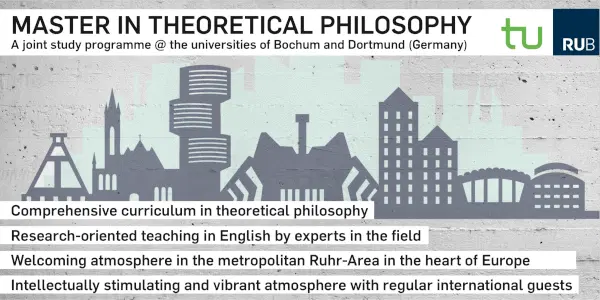 MASTER IN THEORETICAL PHILOSOPHY
A joint study programme @ the universities of Bochum and Dortmund (Germany)
tu
RUB
Comprehensive curriculum in theoretical philosophy
Research-oriented teaching in English by experts in the field
Welcoming atmosphere in the metropolitan Ruhr-Area in the heart of Europe
Intellectually stimulating and vibrant atmosphere with regular international guests